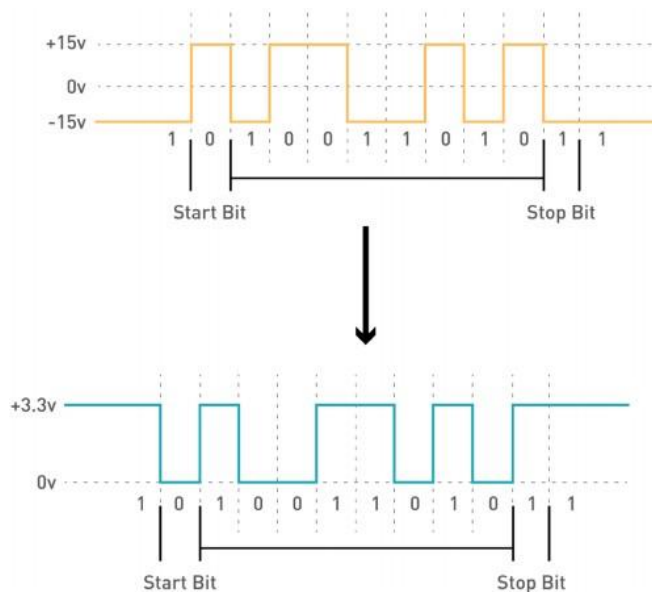 +15v
0v
-15v
1 0 1 0 0 1 1 0 1 0 1 1
Start Bit Stop Bit
+3.3v
0v
1 0 1 0 0 1 1 0 1 0 1 1
Start Bit Stop Bit